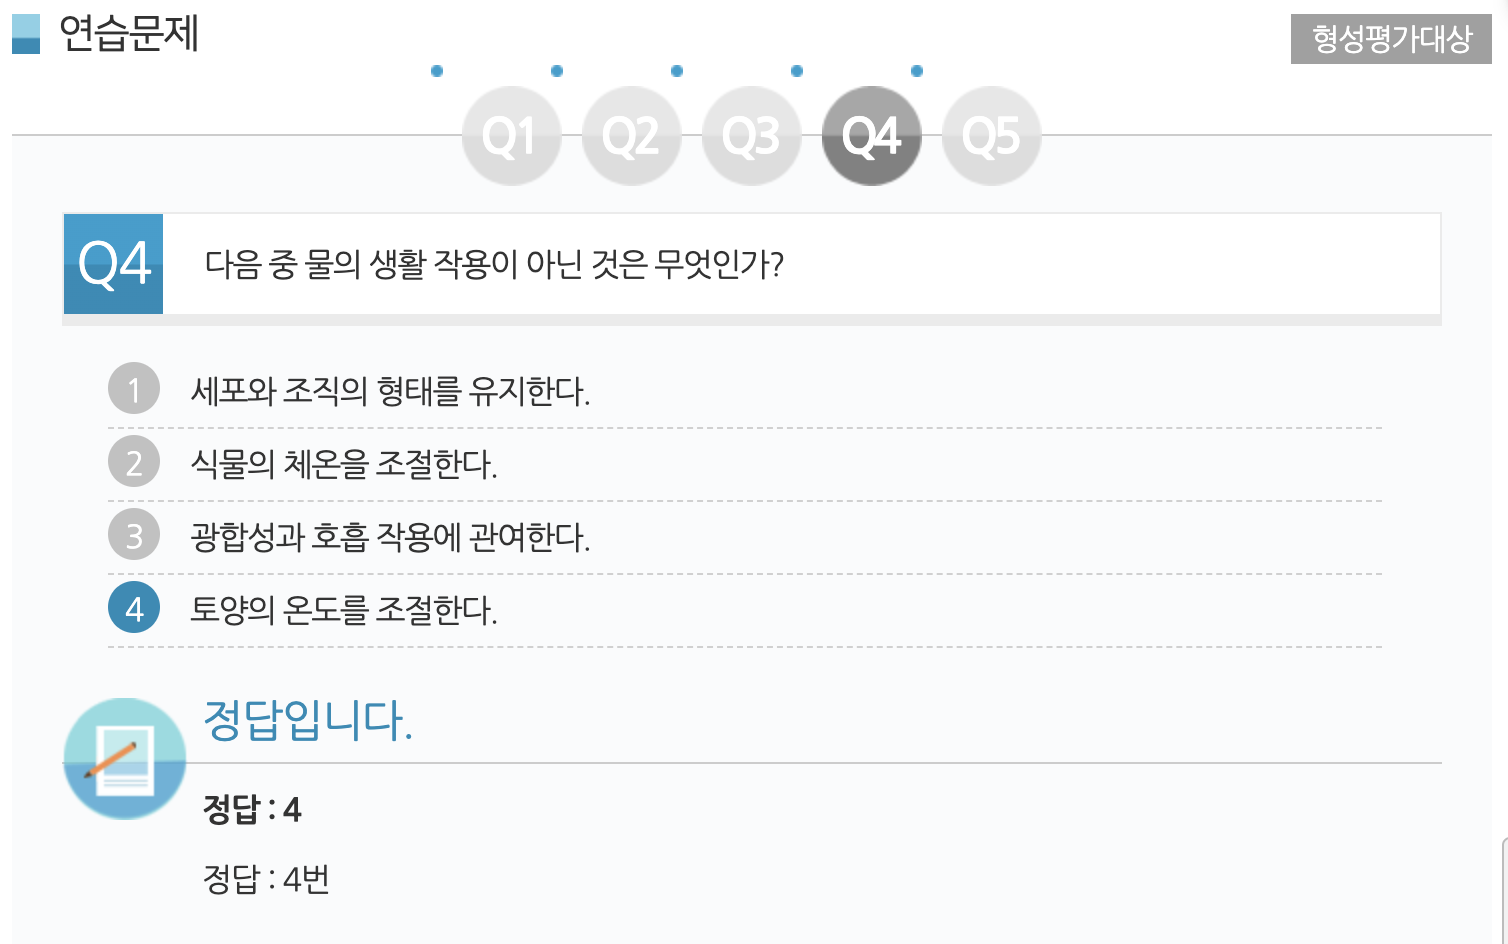 연습문제
형성평가대상
Q1 Q2 Q3 Q4 Q5
Q4 다음 중 물의 생활 작용이 아닌 것은 무엇인가?
1 세포와 조직의 형태를 유지한다.
2 식물의 체온을 조절한다.
3 광합성과 호흡 작용에 관여한다.
4 토양의 온도를 조절한다.
정답입니다.
정답 : 4
정답 : 4번